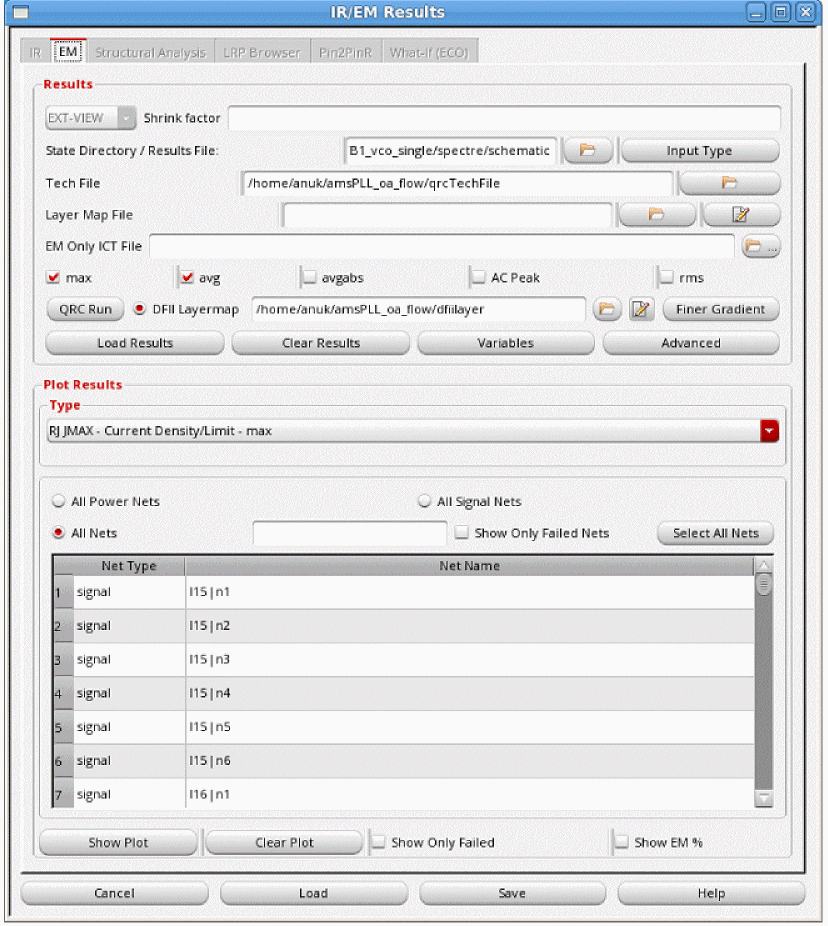 IR/EM Results
IR EM Structural Analysis LRP Browser Pin2PinR What-If (ECO)
Results
EXT-VIEW Shrink factor
State Directory / Results File: B1_vco_single/spectre/schematic Input Type
Tech File /home/anuk/amsPLL_oa_flow/qrcTechFile
Layer Map File
EM Only ICT File ...
max avg avgabs AC Peak rms
QRC Run DFII Layermap /home/anuk/amsPLL_oa_flow/dfiilayer Finer Gradient
Load Results Clear Results Variables Advanced
Plot Results
Type
RJ JMAX - Current Density/Limit - max
All Power Nets All Signal Nets
All Nets Show Only Failed Nets Select All Nets
Net Type Net Name
1 signal I15|n1
2 signal I15|n2
3 signal I15|n3
4 signal I15|n4
5 signal I15|n5
6 signal I15|n6
7 signal I16|n1
Show Plot Clear Plot Show Only Failed Show EM %
Cancel Load Save Help